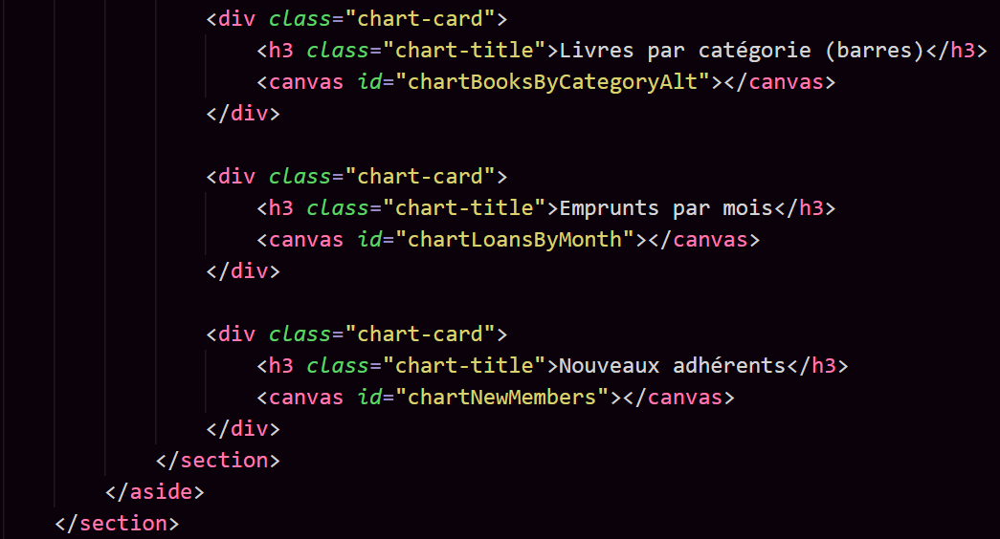 <div class="chart-card">
<h3 class="chart-title">Livres par catégorie (barres)</h3>
<canvas id="chartBooksByCategoryAlt"></canvas>
</div>
<div class="chart-card">
<h3 class="chart-title">Emprunts par mois</h3>
<canvas id="chartLoansByMonth"></canvas>
</div>
<div class="chart-card">
<h3 class="chart-title">Nouveaux adhérents</h3>
<canvas id="chartNewMembers"></canvas>
</div>
</section>
</aside>
</section>